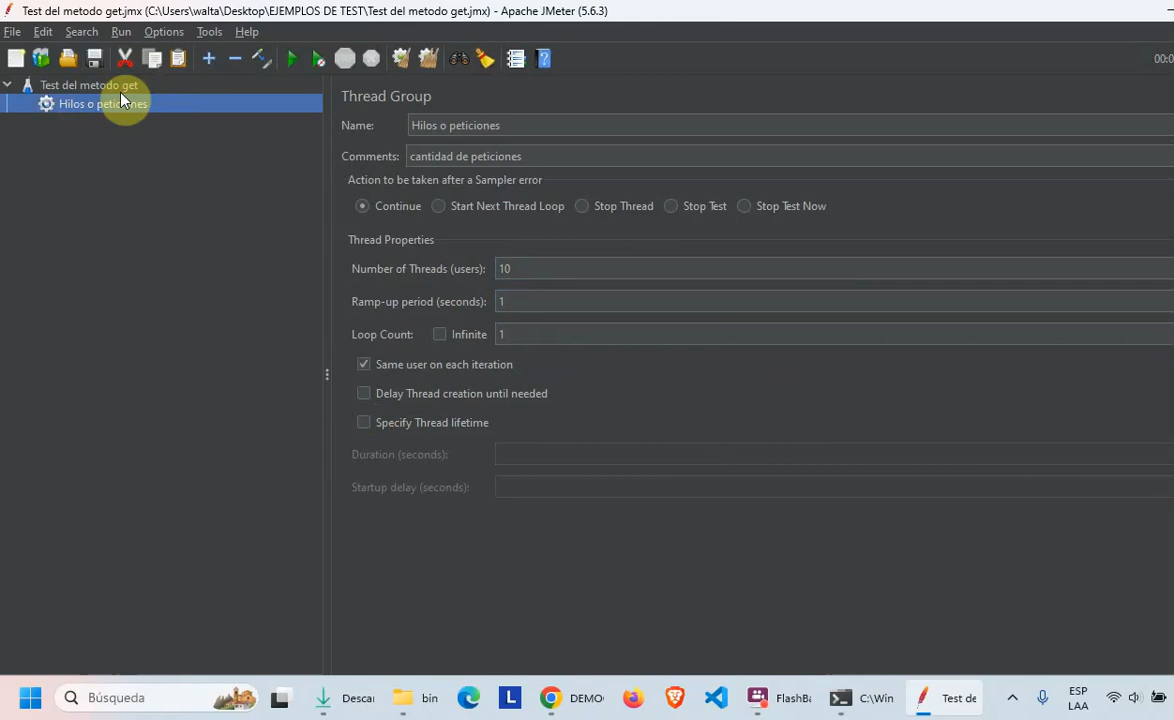 Test del metodo get.jmx (C:\Users\walta\Desktop\EJEMPLOS DE TEST\Test del metodo get.jmx) - Apache JMeter (5.6.3)
File Edit Search Run Options Tools Help
00:0
Test del metodo get
Hilos o peticiones
Thread Group
Name: Hilos o peticiones
Comments: cantidad de peticiones
Action to be taken after a Sampler error
Continue Start Next Thread Loop Stop Thread Stop Test Stop Test Now
Thread Properties
Number of Threads (users): 10
Ramp-up period (seconds): 1
Loop Count: Infinite 1
Same user on each iteration
Delay Thread creation until needed
Specify Thread lifetime
Duration (seconds):
Startup delay (seconds):
Búsqueda Desca bin L DEMO FlashBa C:\Win Test de ESP
LAA